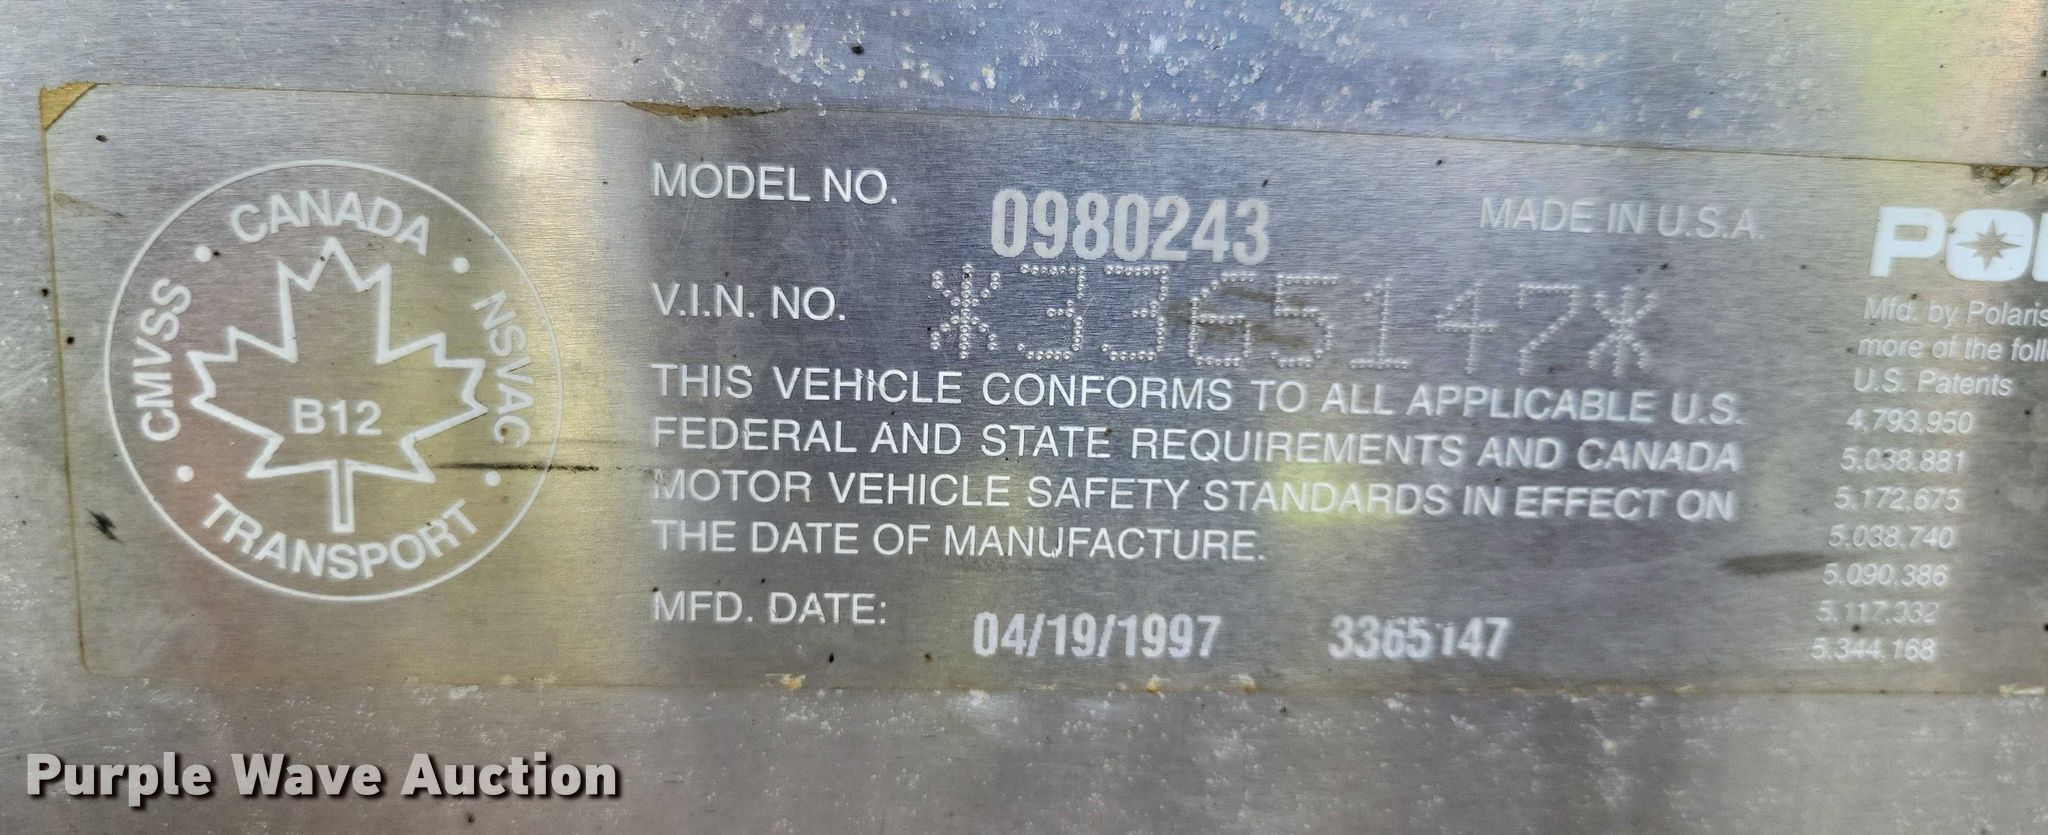 CANADA
CMVSS
NSVAC
B12
TRANSPORT
MODEL NO. 0980243
MADE IN U.S.A.
V.I.N. NO. *3365147*
THIS VEHICLE CONFORMS TO ALL APPLICABLE U.S.
FEDERAL AND STATE REQUIREMENTS AND CANADA
MOTOR VEHICLE SAFETY STANDARDS IN EFFECT ON
THE DATE OF MANUFACTURE.
MFD. DATE: 04/19/1997 3365147
Mfd. by Polaris
more of the
U.S. Patents
4,793,950
5,038,881
5,172,675
5,038,740
5,090,386
5,117,932
5,344,168
Purple Wave Auction